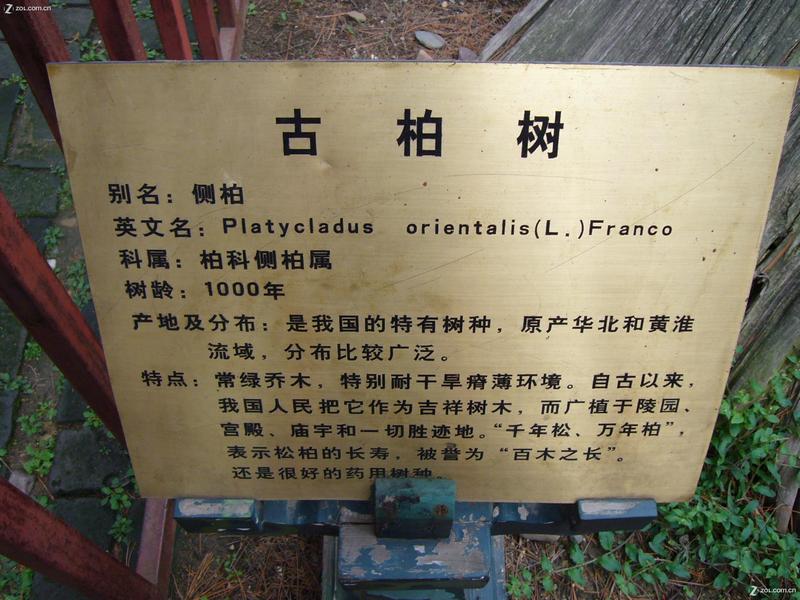 zol.com.cn
古柏树
别名：侧柏
英文名：Platycladus orientalis(L.)Franco
科属：柏科侧柏属
树龄：1000年
产地及分布：是我国的特有树种，原产华北和黄淮
流域，分布比较广泛。
特点：常绿乔木，特别耐干旱瘠薄环境。自古以来，
我国人民把它作为吉祥树木，而广植于陵园、
宫殿、庙宇和一切胜迹地。“千年松、万年柏”，
表示松柏的长寿，被誉为“百木之长”。
还是很好的药用树种。
zol.com.cn